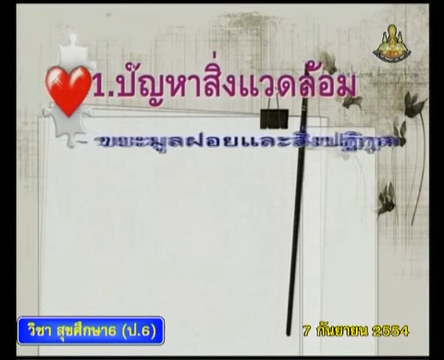 1.ปัญหาสิ่งแวดล้อม
- ขยะมูลฝอยและสิ่งปฏิกูล
วิชา สุขศึกษา6 (ป.6)
7 กันยายน 2554